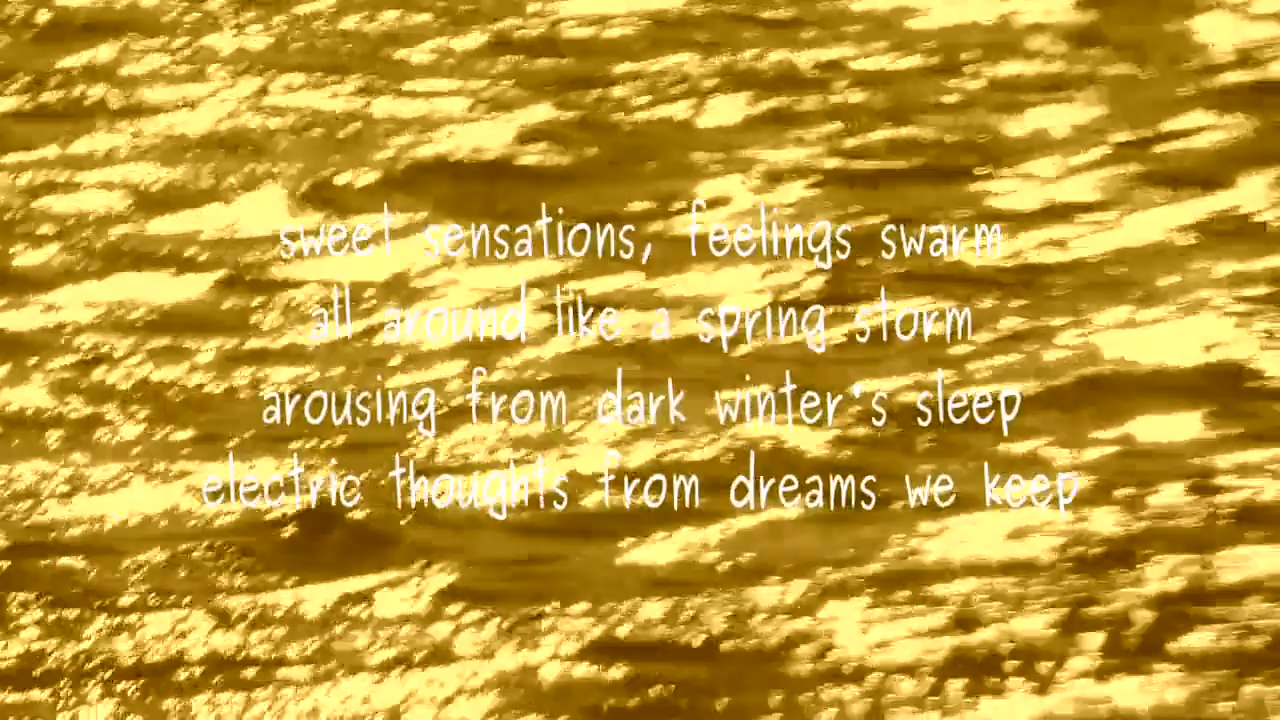 sweet sensations, feelings swarm
all around like a spring storm
arousing from dark winter's sleep
electric thoughts from dreams we keep